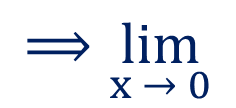 ⟹ lim
x → 0